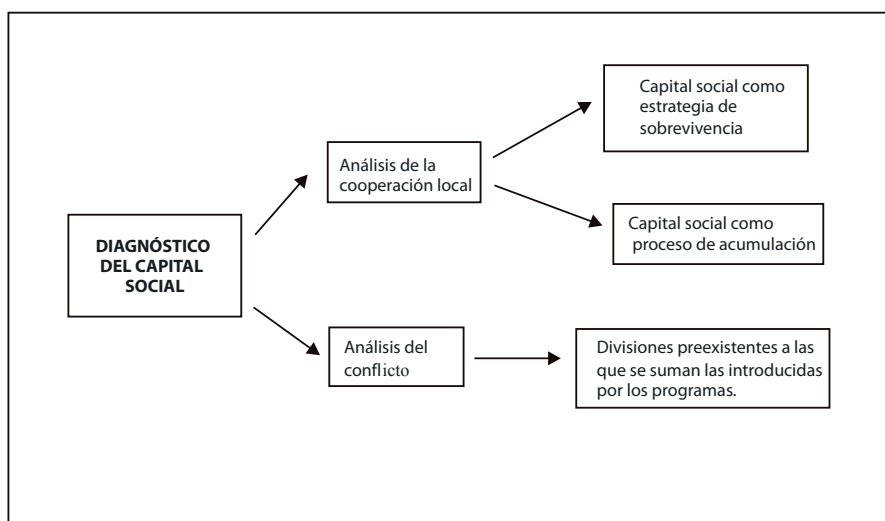 DIAGNÓSTICO
DEL CAPITAL
SOCIAL
Análisis de la
cooperación local
Capital social como
estrategia de
sobrevivencia
Capital social como
proceso de acumulación
Análisis del
conflicto
Divisiones preexistentes a las
que se suman las introducidas
por los programas.